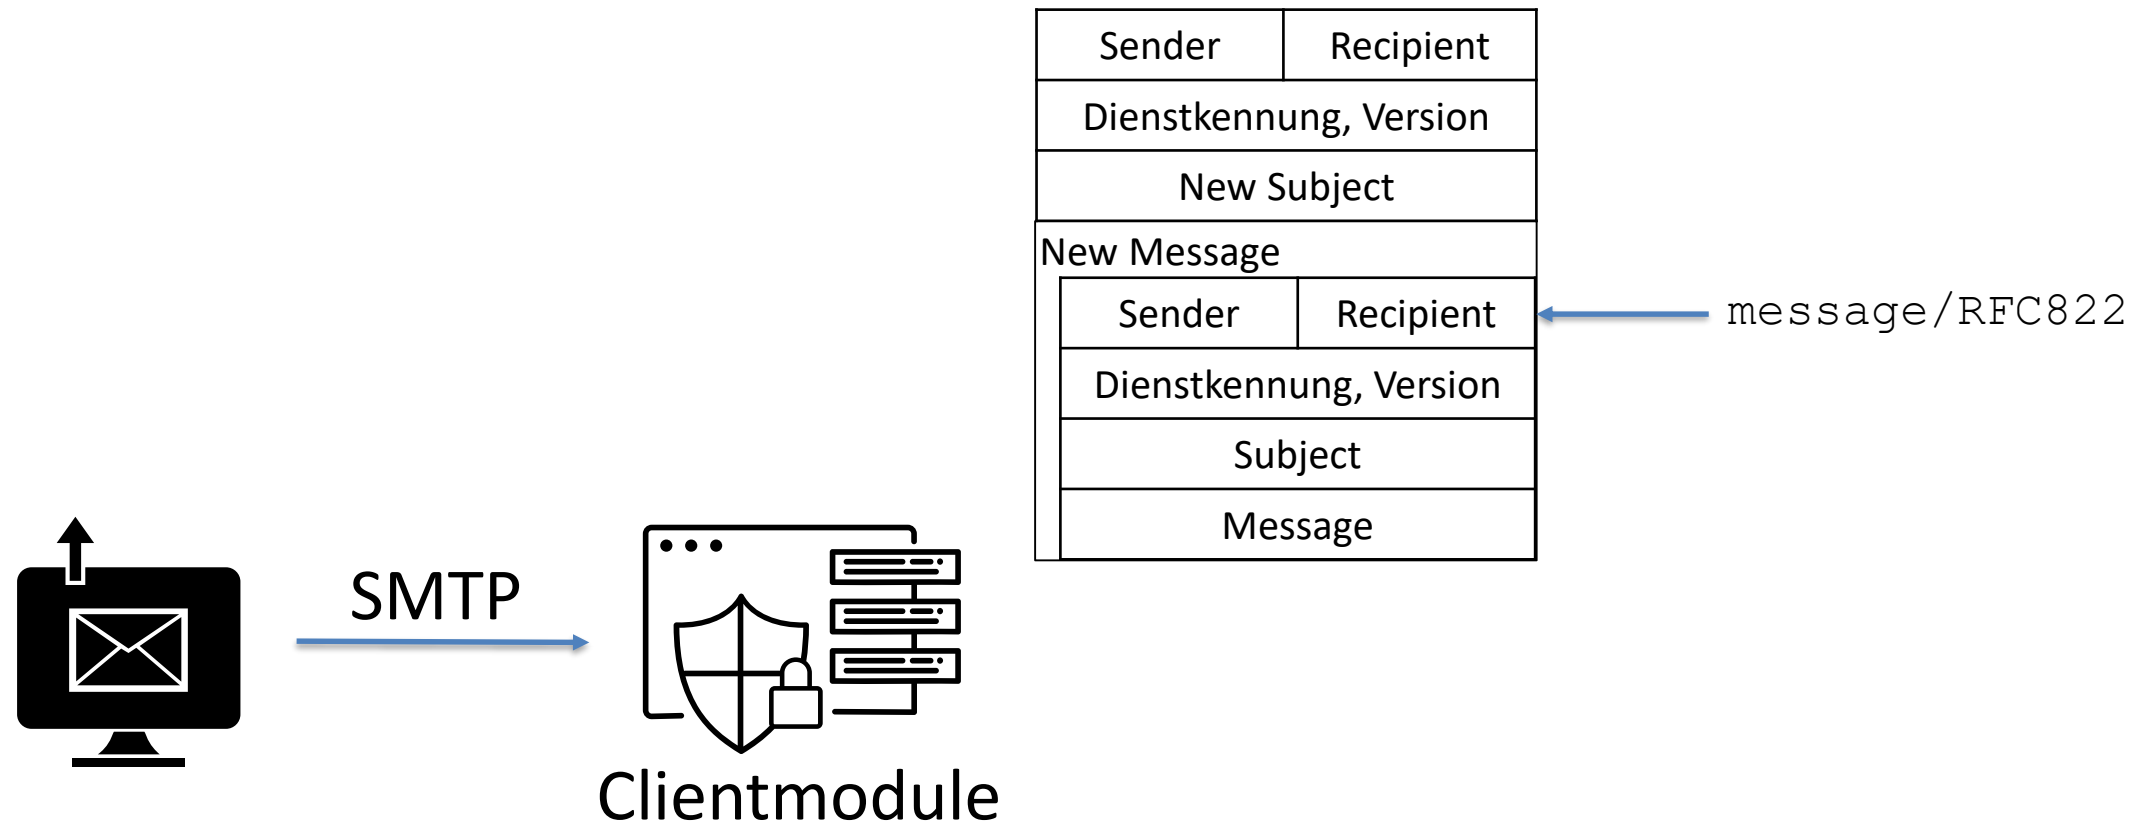 Sender Recipient
Dienstkennung, Version
New Subject
New Message
Sender Recipient
message/RFC822
Dienstkennung, Version
Subject
Message
SMTP
Clientmodule